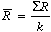 R̅ = ΣR / k